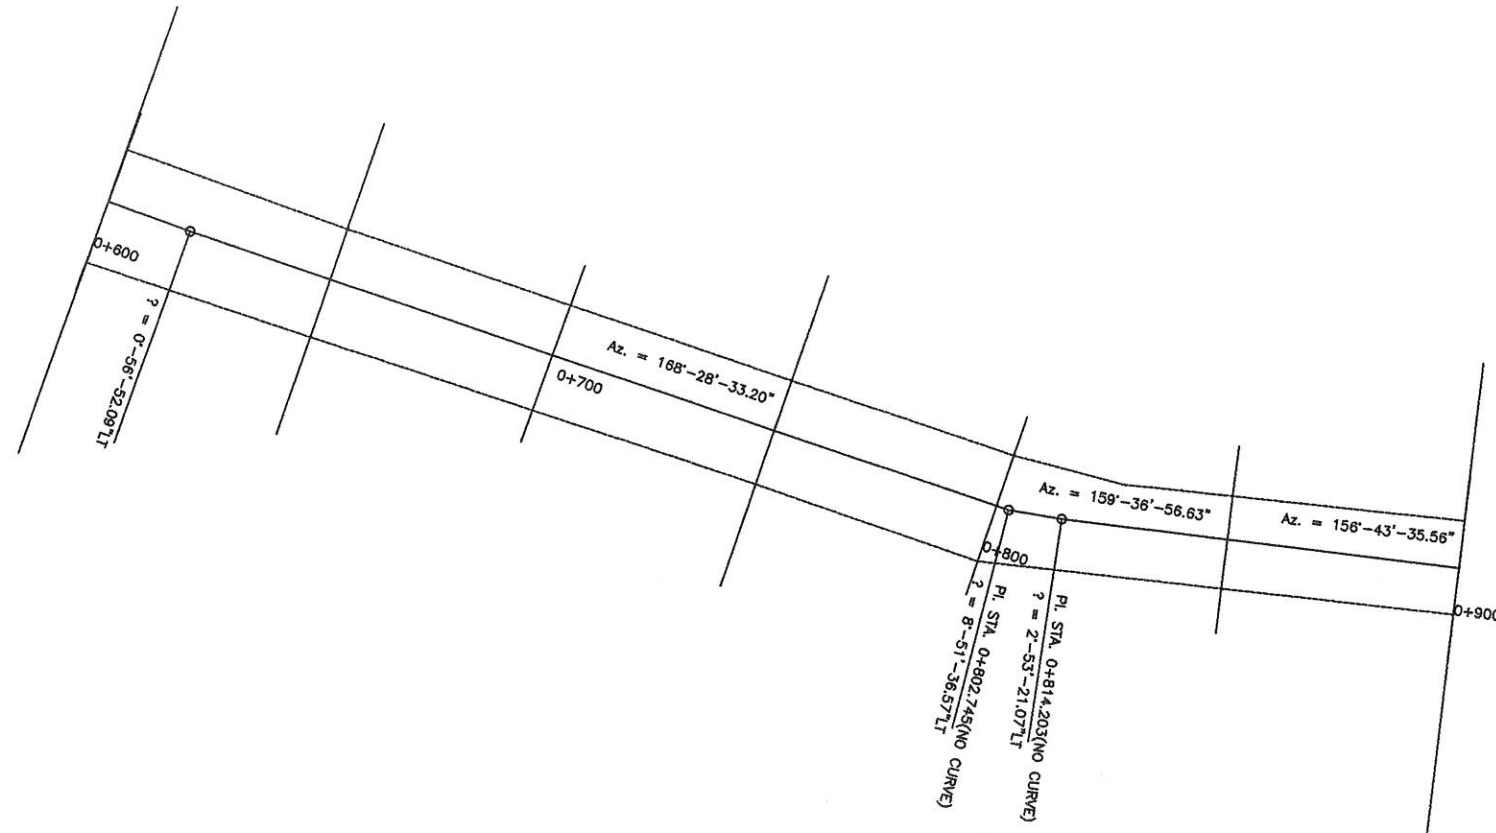 0+600
? = 0°-56'-52.09"LT
0+700
Az. = 168°-28'-33.20"
0+800
PI. STA. 0+802.745(NO CURVE)
? = 8°-51'-36.57"LT
Az. = 159°-36'-56.63"
PI. STA. 0+814.203(NO CURVE)
? = 2°-53'-21.07"LT
Az. = 156°-43'-35.56"
0+900